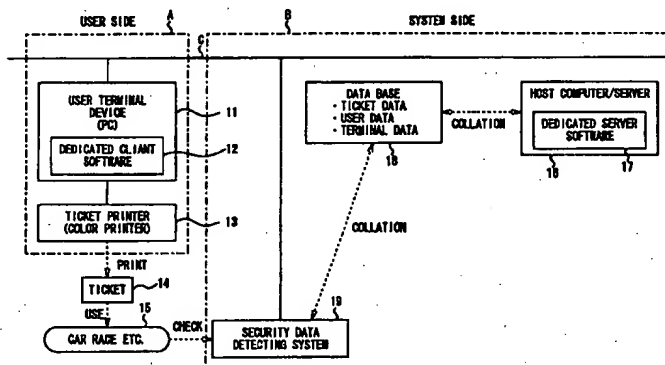 USER SIDE
A
B
SYSTEM SIDE
C
USER TERMINAL
DEVICE
(PC)
11
DEDICATED CLIANT
SOFTWARE
12
TICKET PRINTER
(COLOR PRINTER)
13
PRINT
TICKET
14
USE
15
CAR RACE ETC.
CHECK
DATA BASE
• TICKET DATA
• USER DATA
• TERMINAL DATA
18
COLLATION
HOST COMPUTER/SERVER
DEDICATED SERVER
SOFTWARE
16
17
COLLATION
19
SECURITY DATA
DETECTING SYSTEM